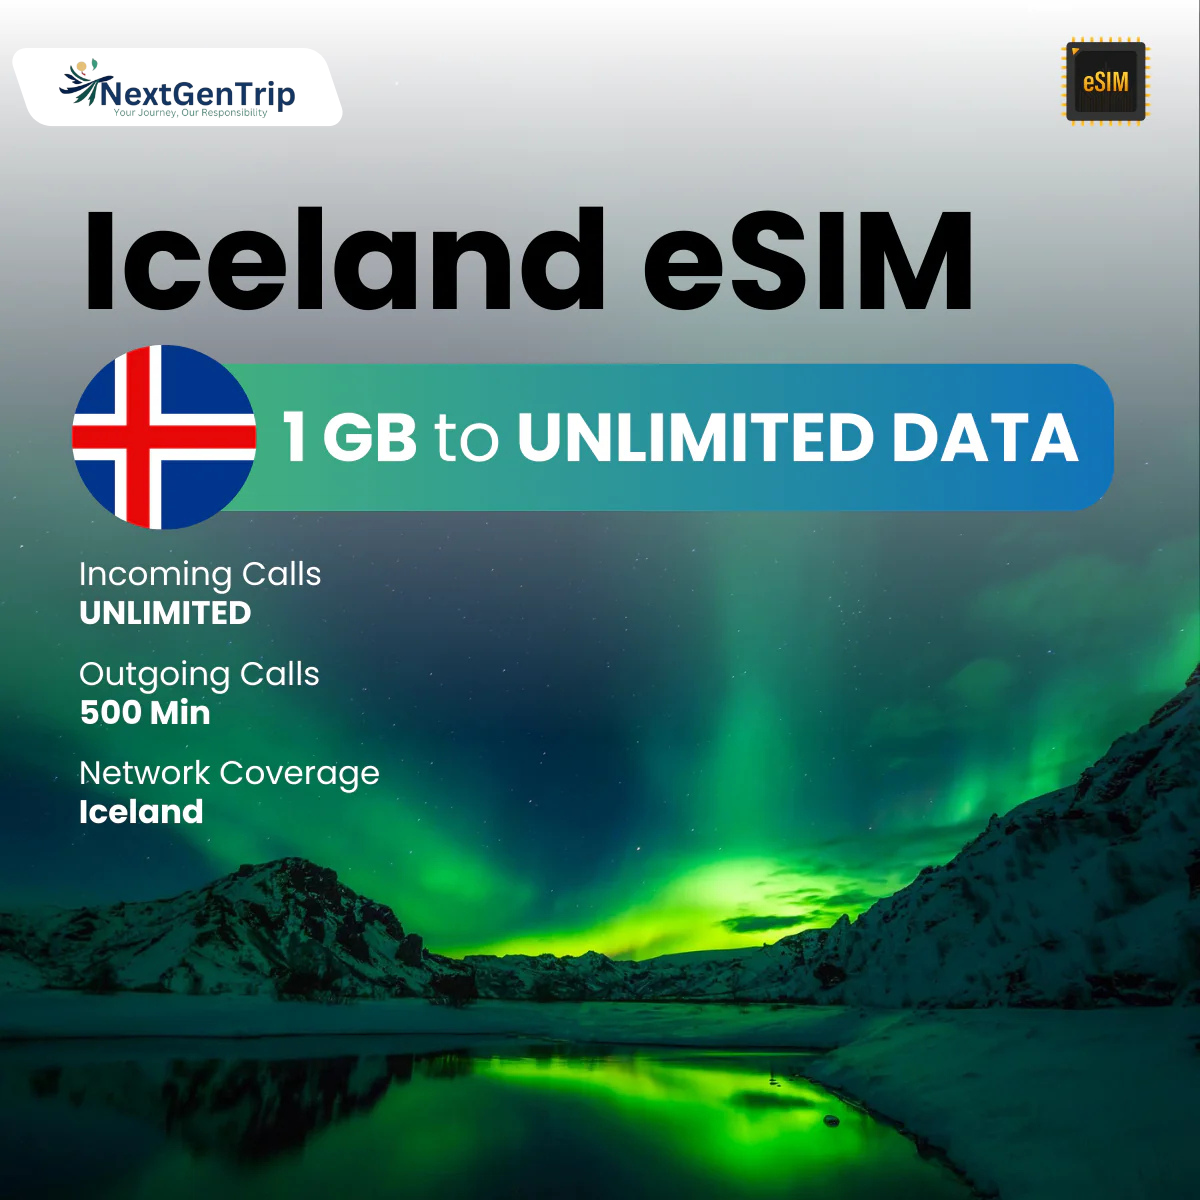 NextGenTrip
Your Journey, Our Responsibility
eSIM
Iceland eSIM
1 GB to UNLIMITED DATA
Incoming Calls
UNLIMITED
Outgoing Calls
500 Min
Network Coverage
Iceland